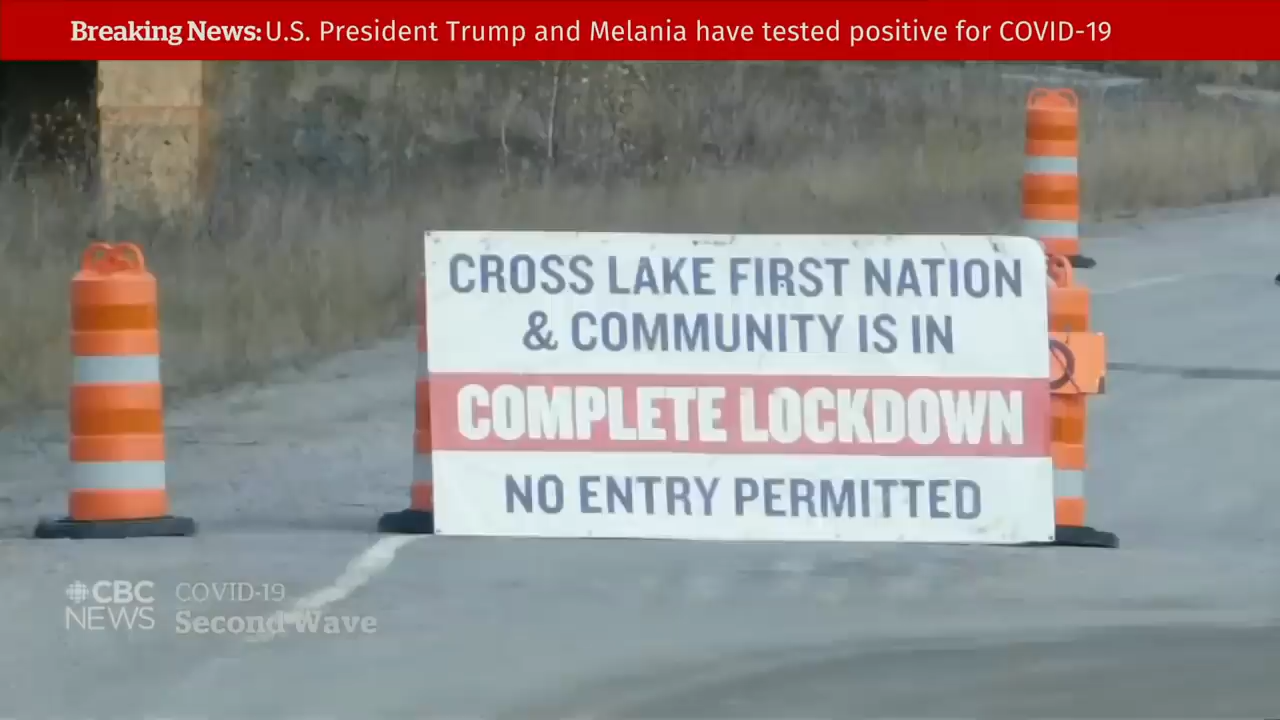 Breaking News: U.S. President Trump and Melania have tested positive for COVID-19
CROSS LAKE FIRST NATION
& COMMUNITY IS IN
COMPLETE LOCKDOWN
NO ENTRY PERMITTED
CBC
NEWS
COVID-19
Second Wave